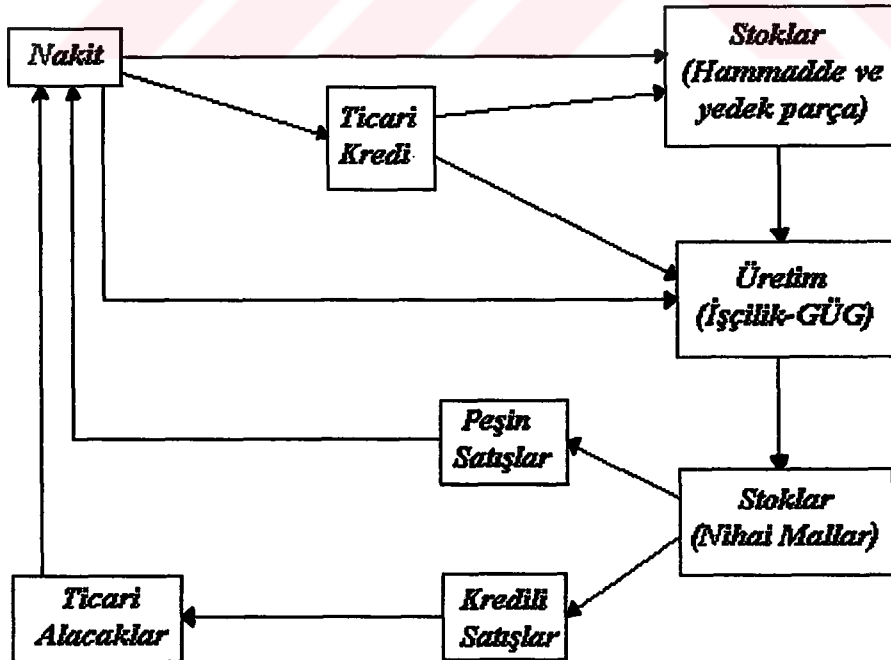 Nakit
Stoklar
(Hammadde ve
yedek parça)
Ticari
Kredi
Üretim
(İşçilik-GÜG)
Peşin
Satışlar
Stoklar
(Nihai Mallar)
Ticari
Alacaklar
Kredili
Satışlar